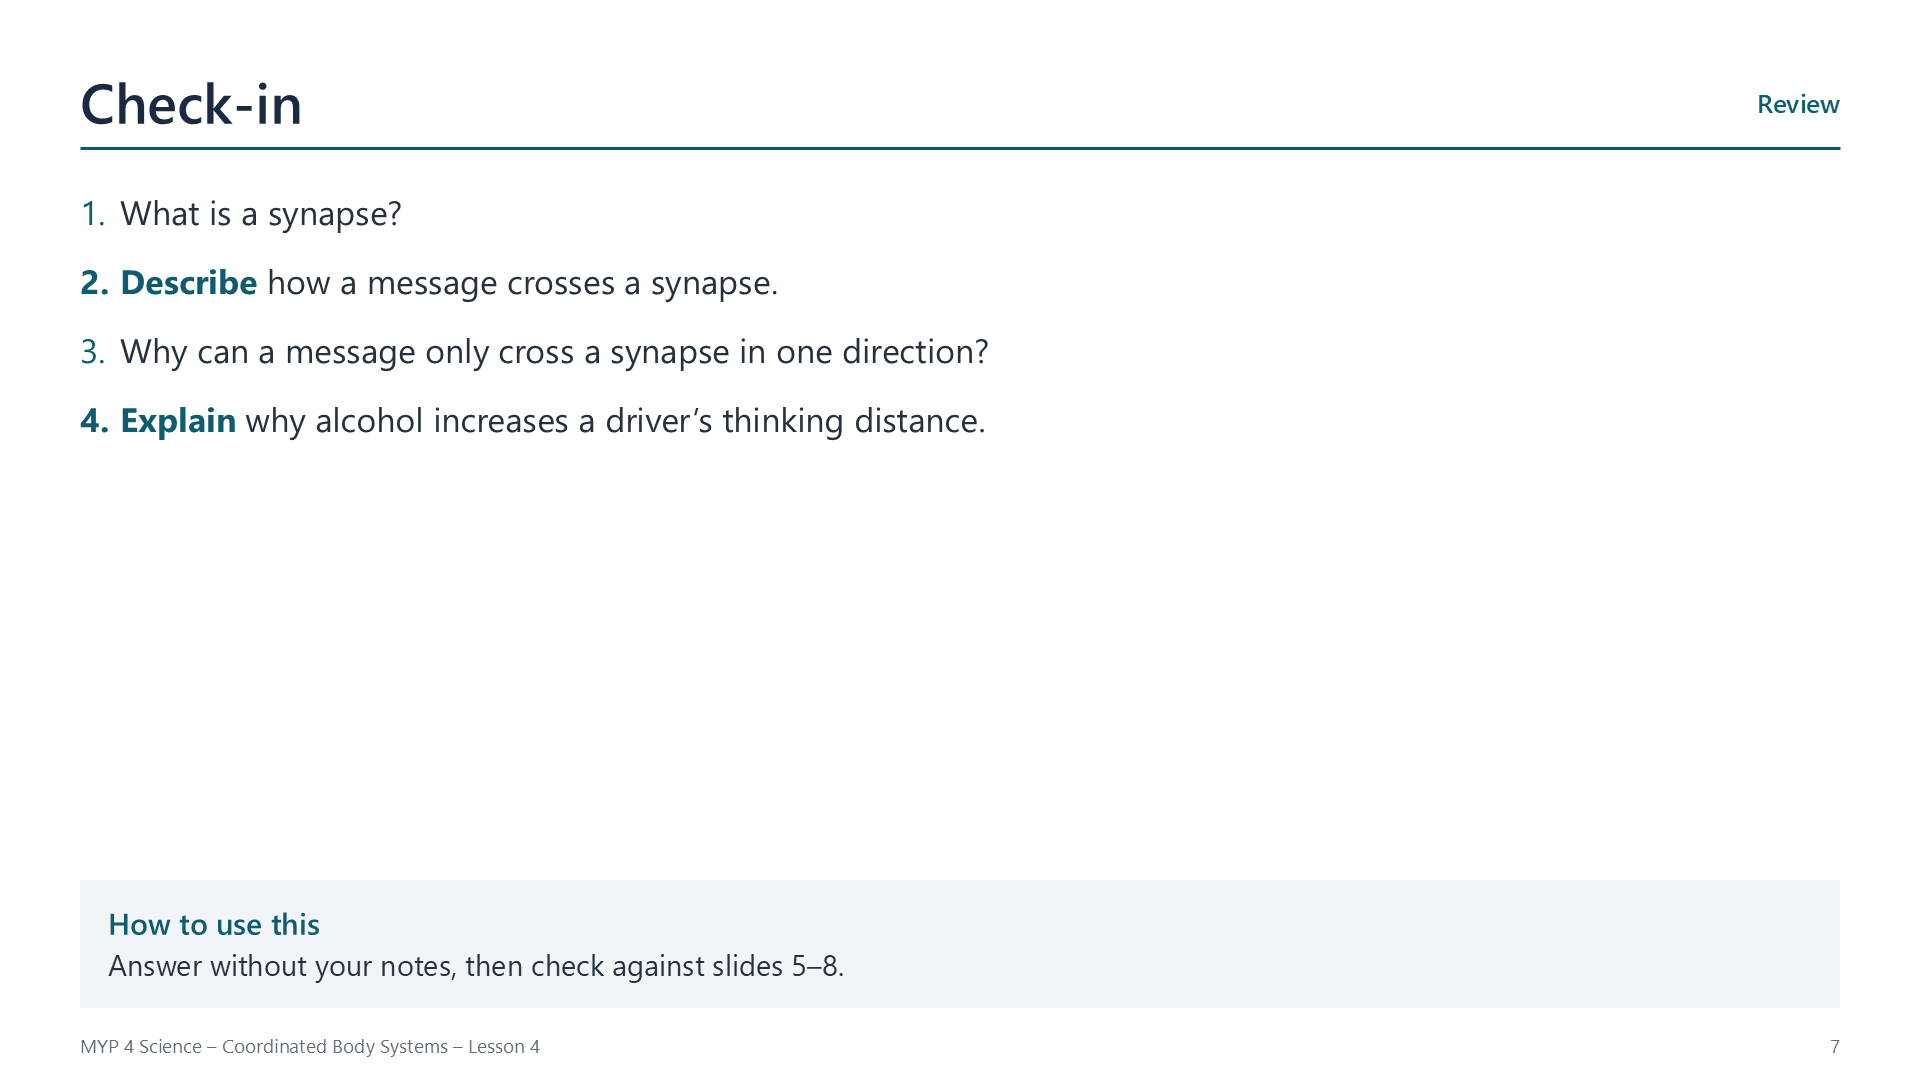 Check-in
Review
1. What is a synapse?
2. Describe how a message crosses a synapse.
3. Why can a message only cross a synapse in one direction?
4. Explain why alcohol increases a driver’s thinking distance.
How to use this
Answer without your notes, then check against slides 5–8.
MYP 4 Science – Coordinated Body Systems – Lesson 4
7